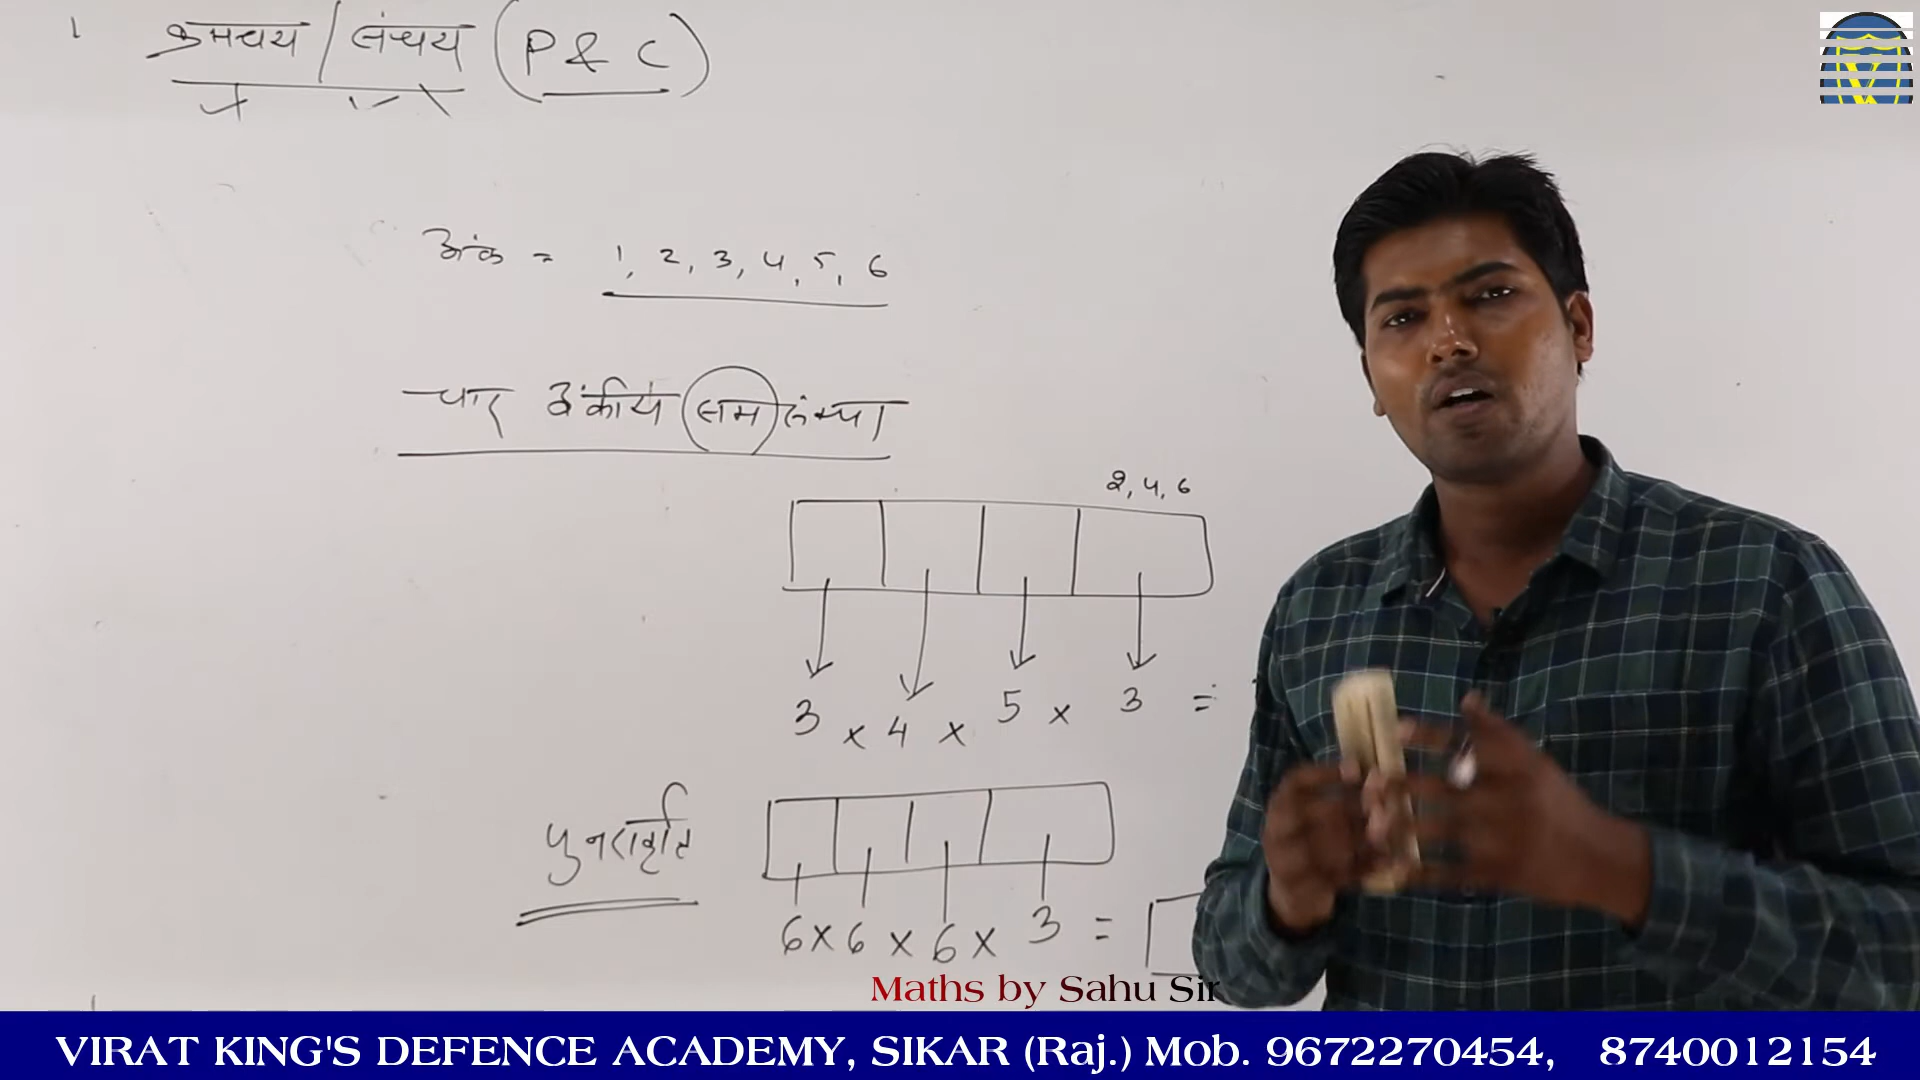 1 क्रमचय / संचय (P & C)
अंक = 1, 2, 3, 4, 5, 6
चार अंकीय सम संख्या
2, 4, 6
3 x 4 x 5 x 3 =
पुनरावृति
6 x 6 x 6 x 3 =
Maths by Sahu Sir
VIRAT KING'S DEFENCE ACADEMY, SIKAR (Raj.) Mob. 9672270454, 8740012154